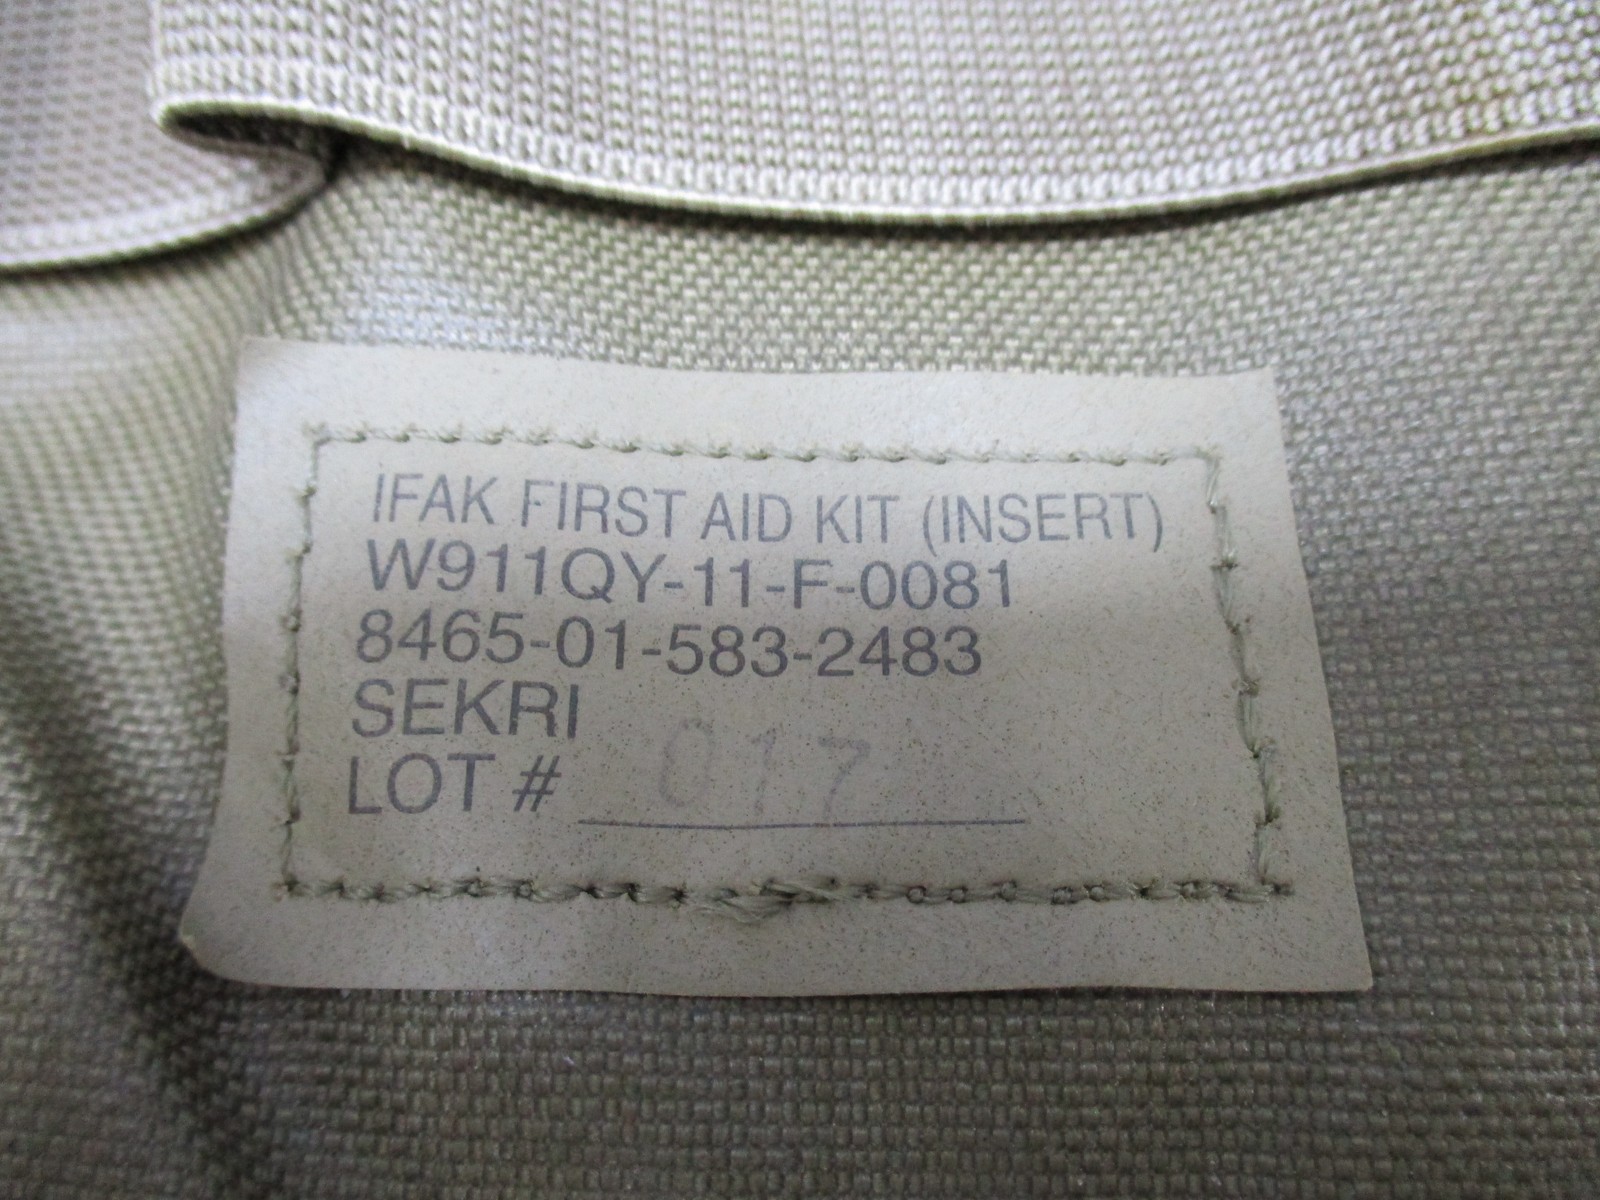 IFAK FIRST AID KIT (INSERT)
W911QY-11-F-0081
8465-01-583-2483
SEKRI
LOT # 017